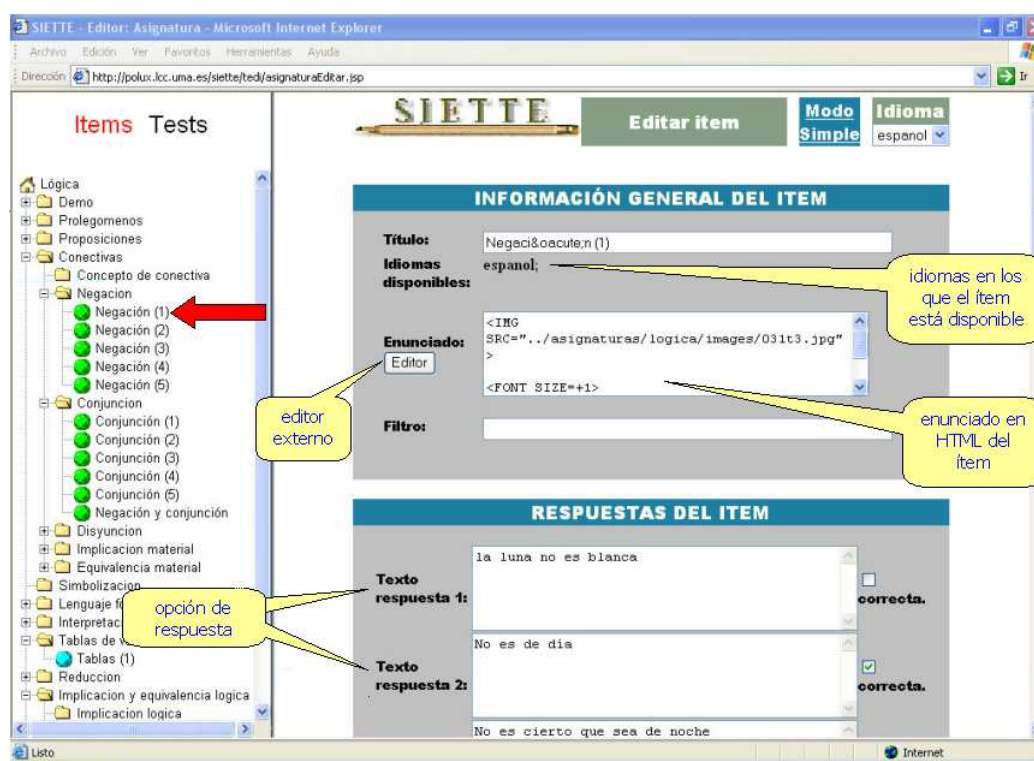 SIETTE - Editor: Asignatura - Microsoft Internet Explorer
Archivo Edición Ver Favoritos Herramientas Ayuda
Dirección http://polux.lcc.uma.es/siette/tedi/asignaturaEditar.jsp Ir
Items Tests
Lógica
Demo
Prolegomenos
Proposiciones
Conectivas
Concepto de conectiva
Negacion
Negación (1)
Negación (2)
Negación (3)
Negación (4)
Negación (5)
Conjuncion
Conjunción (1)
Conjunción (2)
Conjunción (3)
Conjunción (4)
Conjunción (5)
Negación y conjunción
Disyuncion
Implicacion material
Equivalencia material
Simbolizacion
Lenguaje
Tablas de
Tablas (1)
Reduccion
Implicacion y equivalencia logica
Implicacion logica
SIETTE
Editar item
Modo
Simple
Idioma
espanol
INFORMACIÓN GENERAL DEL ITEM
Título: Negaci&oacute;n (1)
Idiomas
disponibles: espanol;
Enunciado:
Editor
<IMG
SRC="../asignaturas/logica/images/031t3.jpg"
>
<FONT SIZE=+1>
Filtro:
idiomas en los
que el ítem
está disponible
editor
externo
enunciado en
HTML del
ítem
RESPUESTAS DEL ITEM
Texto
respuesta 1:
la luna no es blanca
correcta.
Texto
respuesta 2:
No es de día
correcta.
No es cierto que sea de noche
opción de
respuesta
Listo
Internet